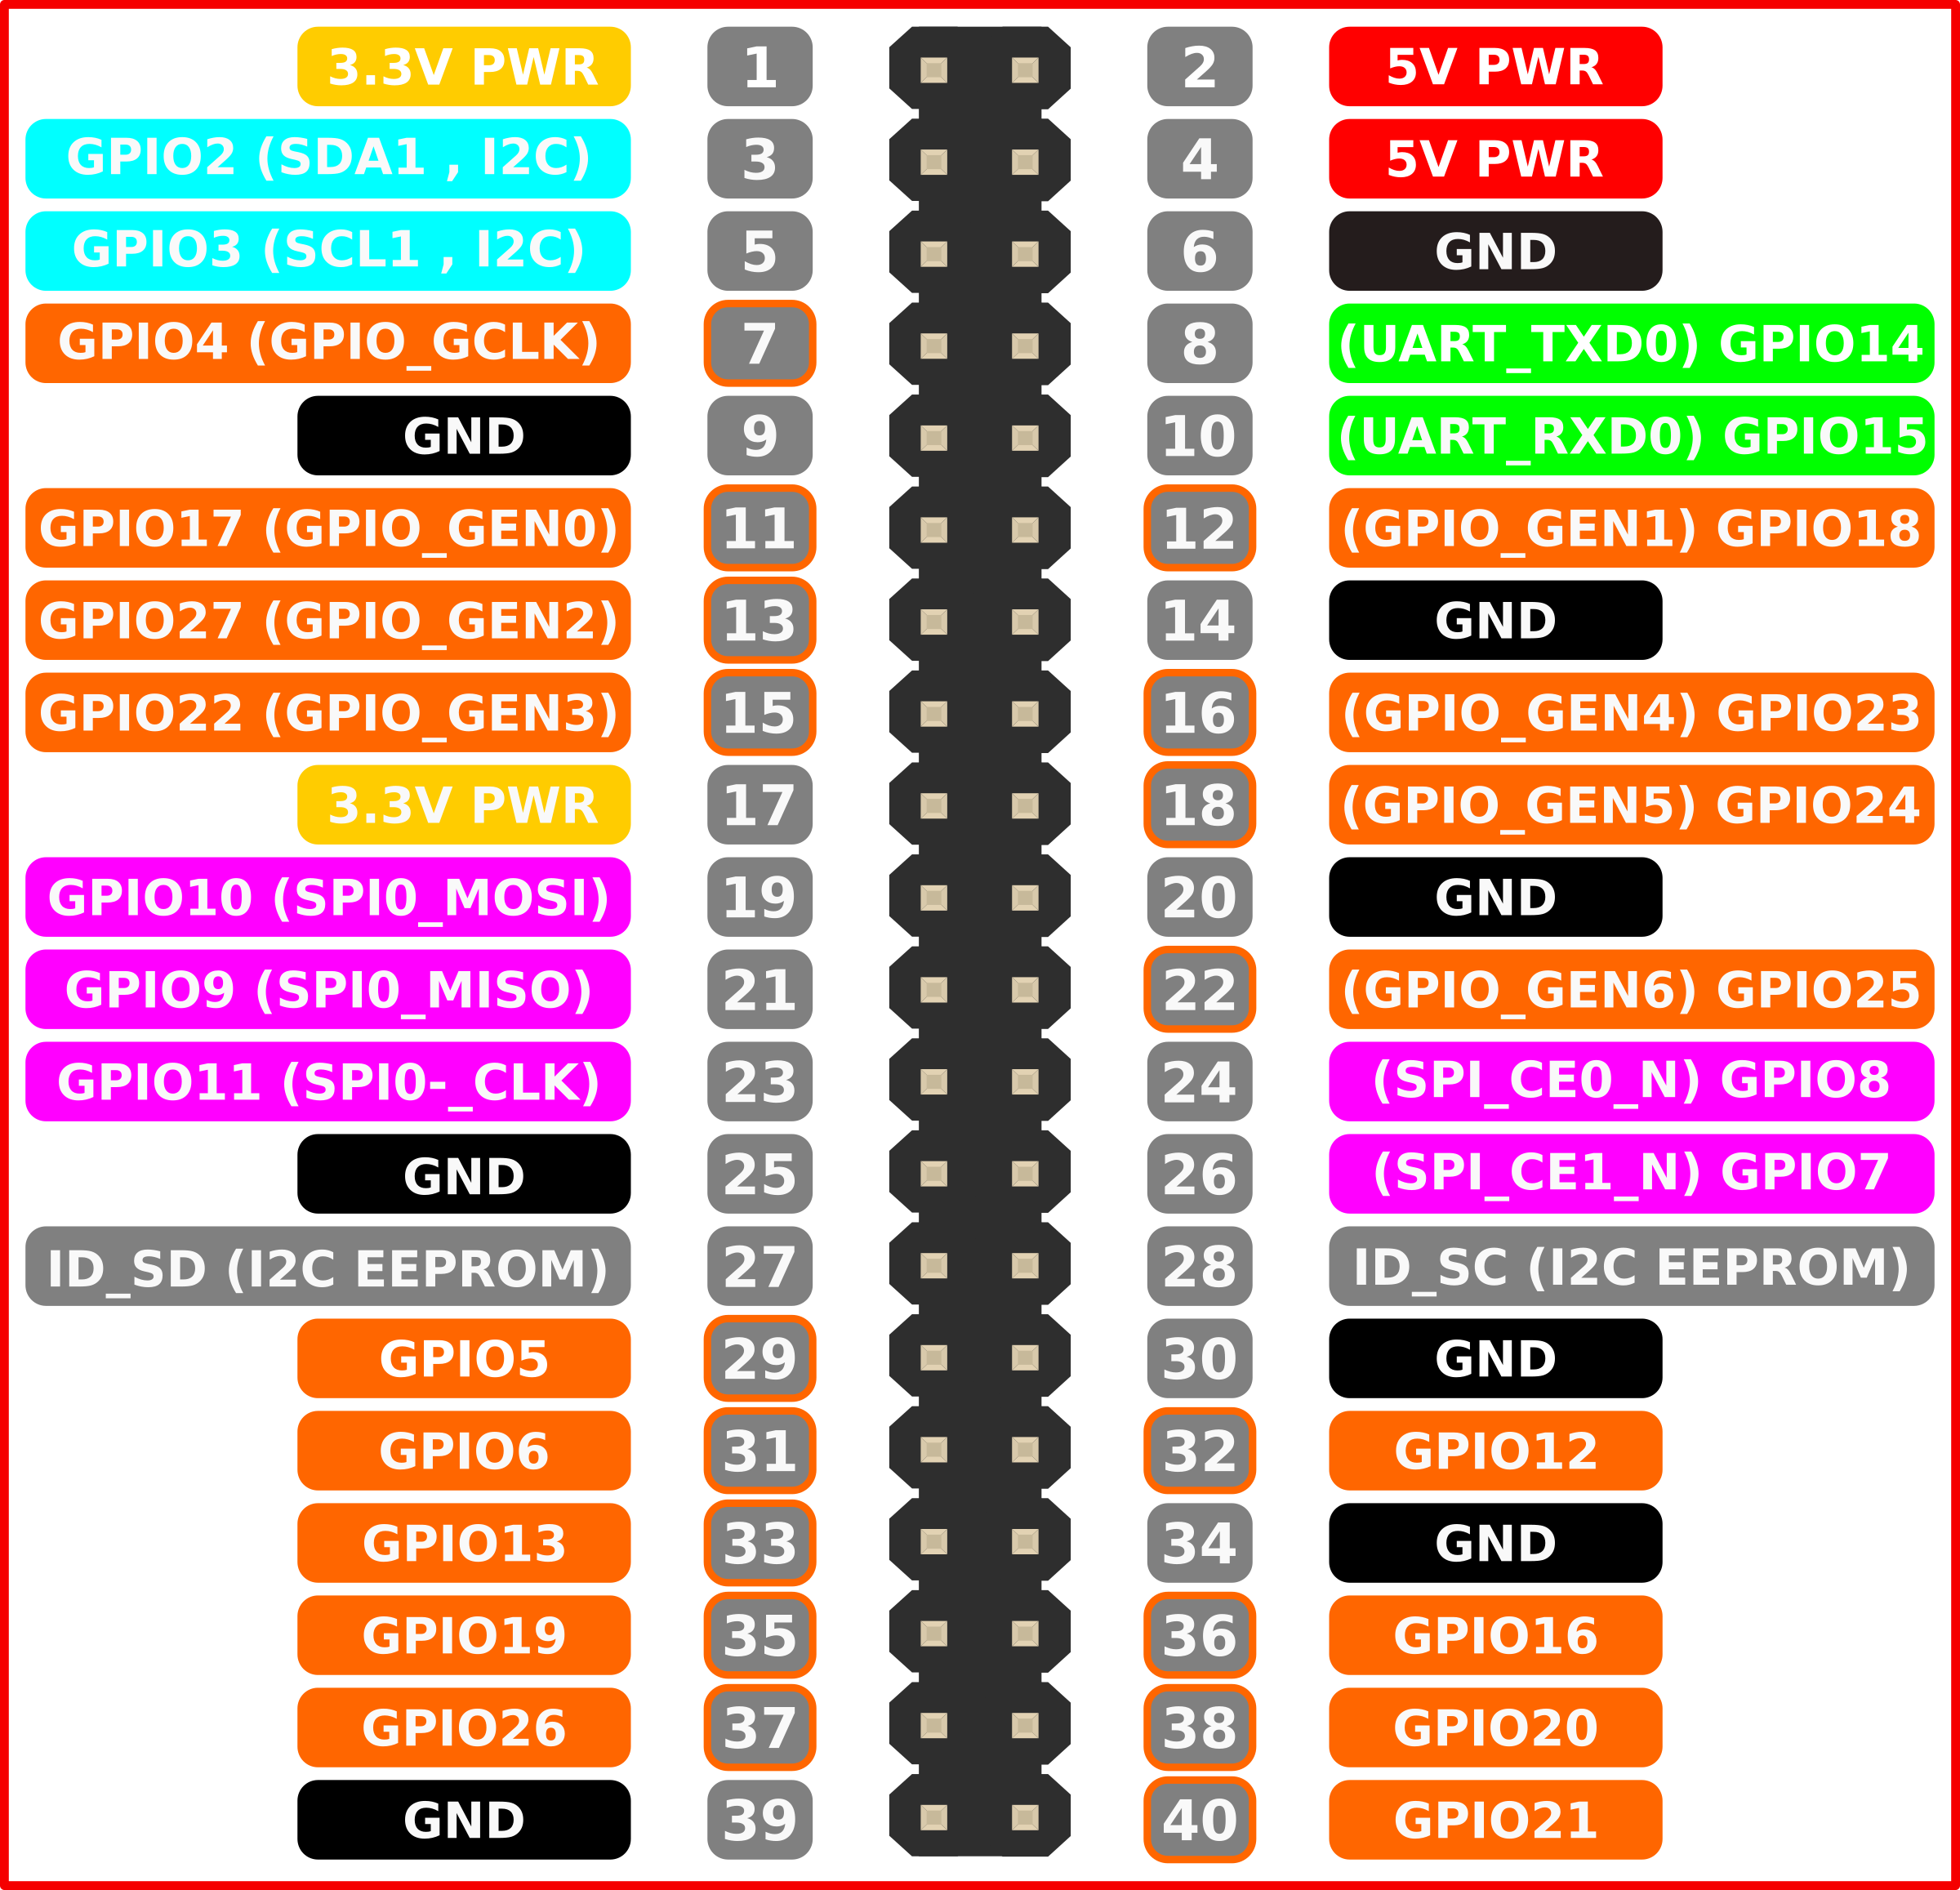 3.3V PWR 1 2 5V PWR
GPIO2 (SDA1 , I2C) 3 4 5V PWR
GPIO3 (SCL1 , I2C) 5 6 GND
GPIO4 (GPIO_GCLK) 7 8 (UART_TXD0) GPIO14
GND 9 10 (UART_RXD0) GPIO15
GPIO17 (GPIO_GEN0) 11 12 (GPIO_GEN1) GPIO18
GPIO27 (GPIO_GEN2) 13 14 GND
GPIO22 (GPIO_GEN3) 15 16 (GPIO_GEN4) GPIO23
3.3V PWR 17 18 (GPIO_GEN5) GPIO24
GPIO10 (SPI0_MOSI) 19 20 GND
GPIO9 (SPI0_MISO) 21 22 (GPIO_GEN6) GPIO25
GPIO11 (SPI0-_CLK) 23 24 (SPI_CE0_N) GPIO8
GND 25 26 (SPI_CE1_N) GPIO7
ID_SD (I2C EEPROM) 27 28 ID_SC (I2C EEPROM)
GPIO5 29 30 GND
GPIO6 31 32 GPIO12
GPIO13 33 34 GND
GPIO19 35 36 GPIO16
GPIO26 37 38 GPIO20
GND 39 40 GPIO21